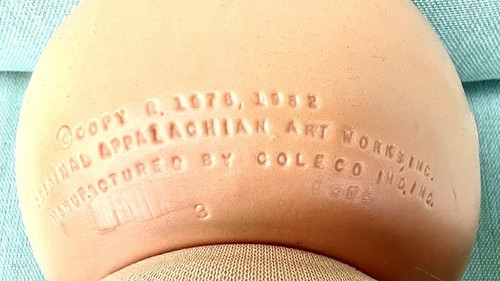 ©COPY R. 1978, 1982
ORIGINAL APPALACHIAN ART WORKS, INC.
MANUFACTURED BY COLECO IND., INC.
3